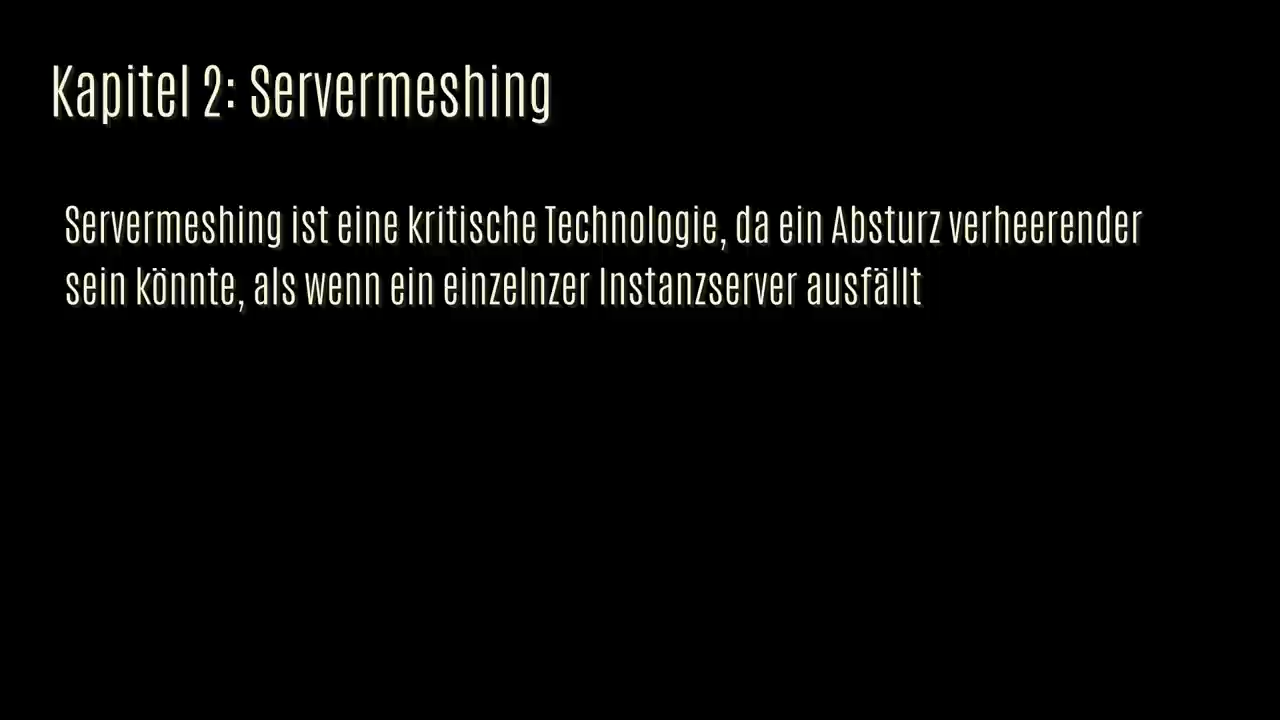 Kapitel 2: Servermeshing
Servermeshing ist eine kritische Technologie, da ein Absturz verheerender
sein könnte, als wenn ein einzelnzer Instanzserver ausfällt